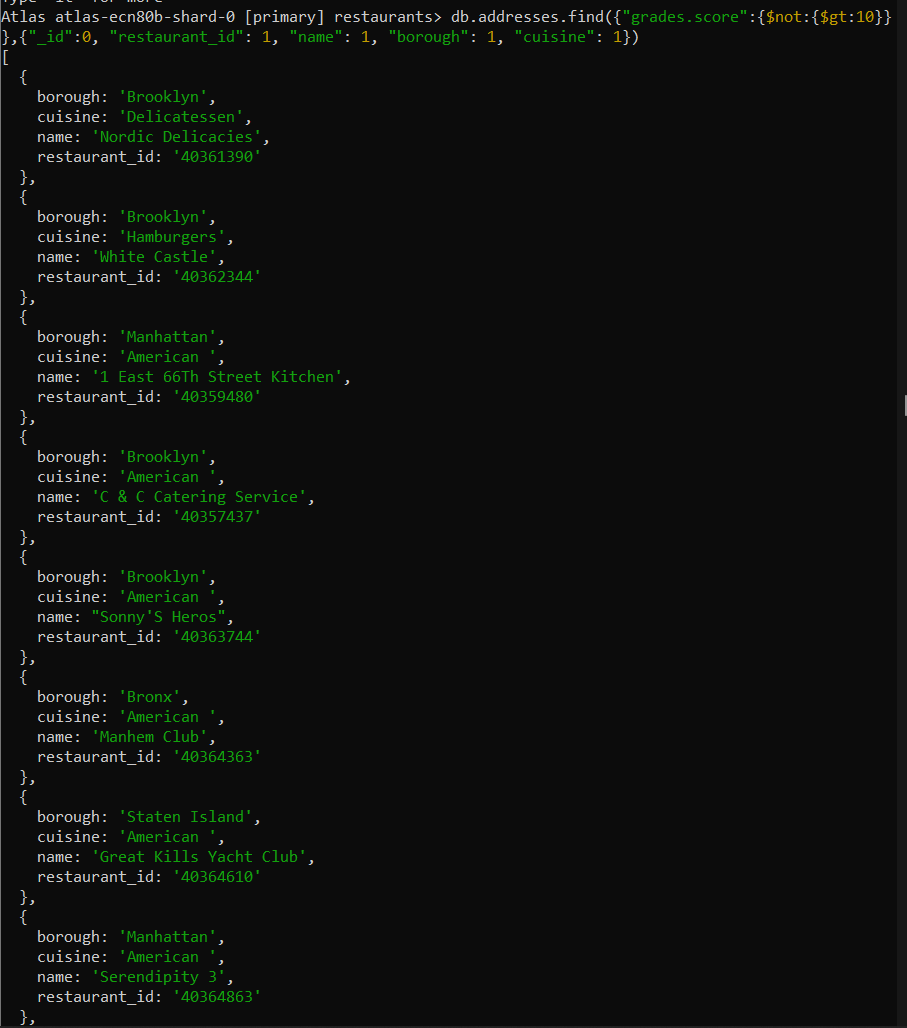 Type "it" for more
Atlas atlas-ecn80b-shard-0 [primary] restaurants> db.addresses.find({"grades.score":{$not:{$gt:10}}
},{"_id":0, "restaurant_id": 1, "name": 1, "borough": 1, "cuisine": 1})
[
  {
    borough: 'Brooklyn',
    cuisine: 'Delicatessen',
    name: 'Nordic Delicacies',
    restaurant_id: '40361390'
  },
  {
    borough: 'Brooklyn',
    cuisine: 'Hamburgers',
    name: 'White Castle',
    restaurant_id: '40362344'
  },
  {
    borough: 'Manhattan',
    cuisine: 'American ',
    name: '1 East 66Th Street Kitchen',
    restaurant_id: '40359480'
  },
  {
    borough: 'Brooklyn',
    cuisine: 'American ',
    name: 'C & C Catering Service',
    restaurant_id: '40357437'
  },
  {
    borough: 'Brooklyn',
    cuisine: 'American ',
    name: "Sonny'S Heros",
    restaurant_id: '40363744'
  },
  {
    borough: 'Bronx',
    cuisine: 'American ',
    name: 'Manhem Club',
    restaurant_id: '40364363'
  },
  {
    borough: 'Staten Island',
    cuisine: 'American ',
    name: 'Great Kills Yacht Club',
    restaurant_id: '40364610'
  },
  {
    borough: 'Manhattan',
    cuisine: 'American ',
    name: 'Serendipity 3',
    restaurant_id: '40364863'
  },